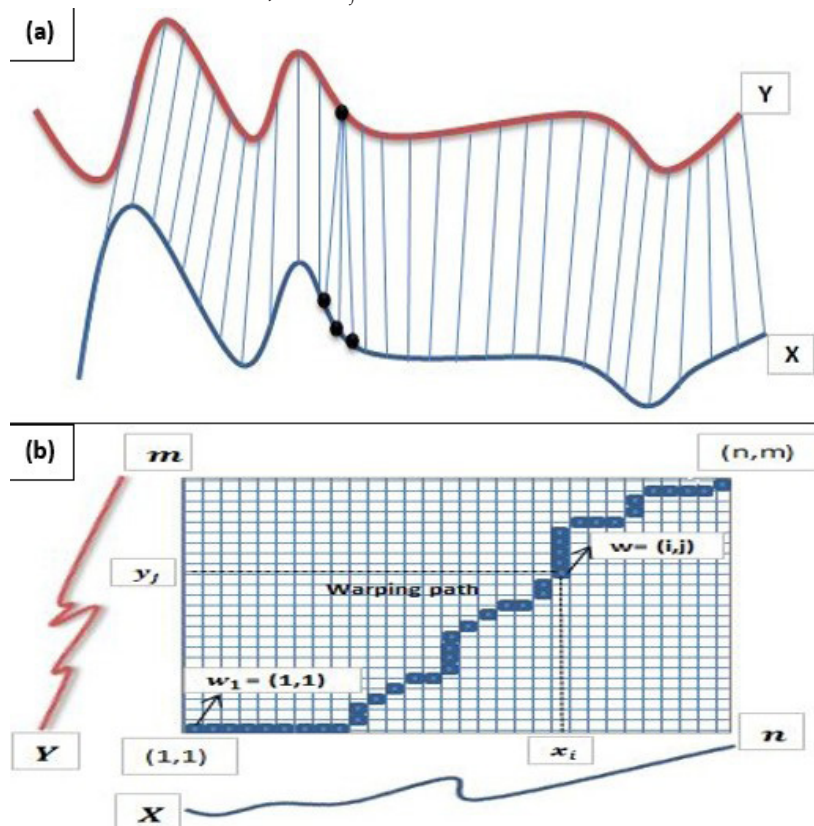 (a)
Y
X
(b)
m
(n,m)
w= (i,j)
y_j
Warping path
w_1 = (1,1)
Y
(1,1)
x_i
n
X